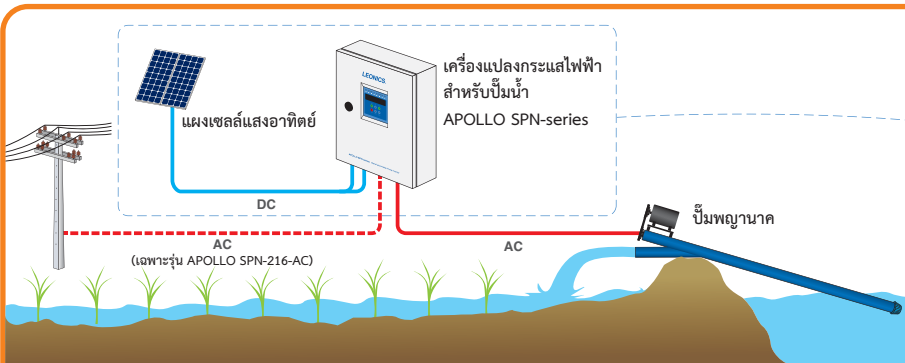 LEONICS
เครื่องแปลงกระแสไฟฟ้า
สำหรับปั๊มน้ำ
APOLLO SPN-series
แผงเซลล์แสงอาทิตย์
DC
ปั๊มพญานาค
AC
(เฉพาะรุ่น APOLLO SPN-216-AC)
AC